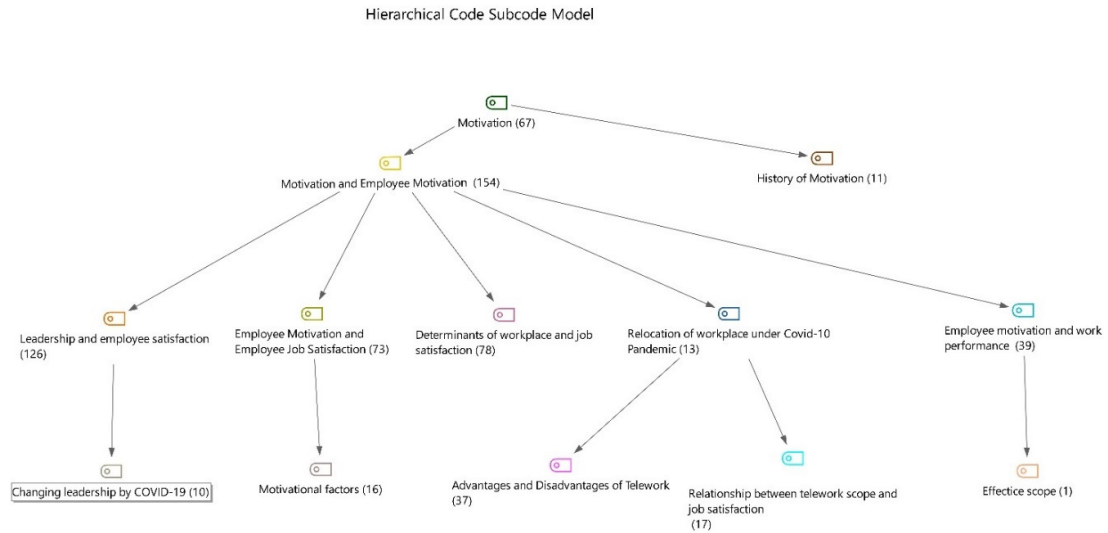 Hierarchical Code Subcode Model
Motivation (67)
History of Motivation (11)
Motivation and Employee Motivation (154)
Leadership and employee satisfaction
(126)
Employee Motivation and
Employee Job Satisfaction (73)
Determinants of workplace and job
satisfaction (78)
Relocation of workplace under Covid-10
Pandemic (13)
Employee motivation and work
performance (39)
Changing leadership by COVID-19 (10)
Motivational factors (16)
Advantages and Disadvantages of Telework
(37)
Relationship between telework scope and
job satisfaction
(17)
Effectice scope (1)